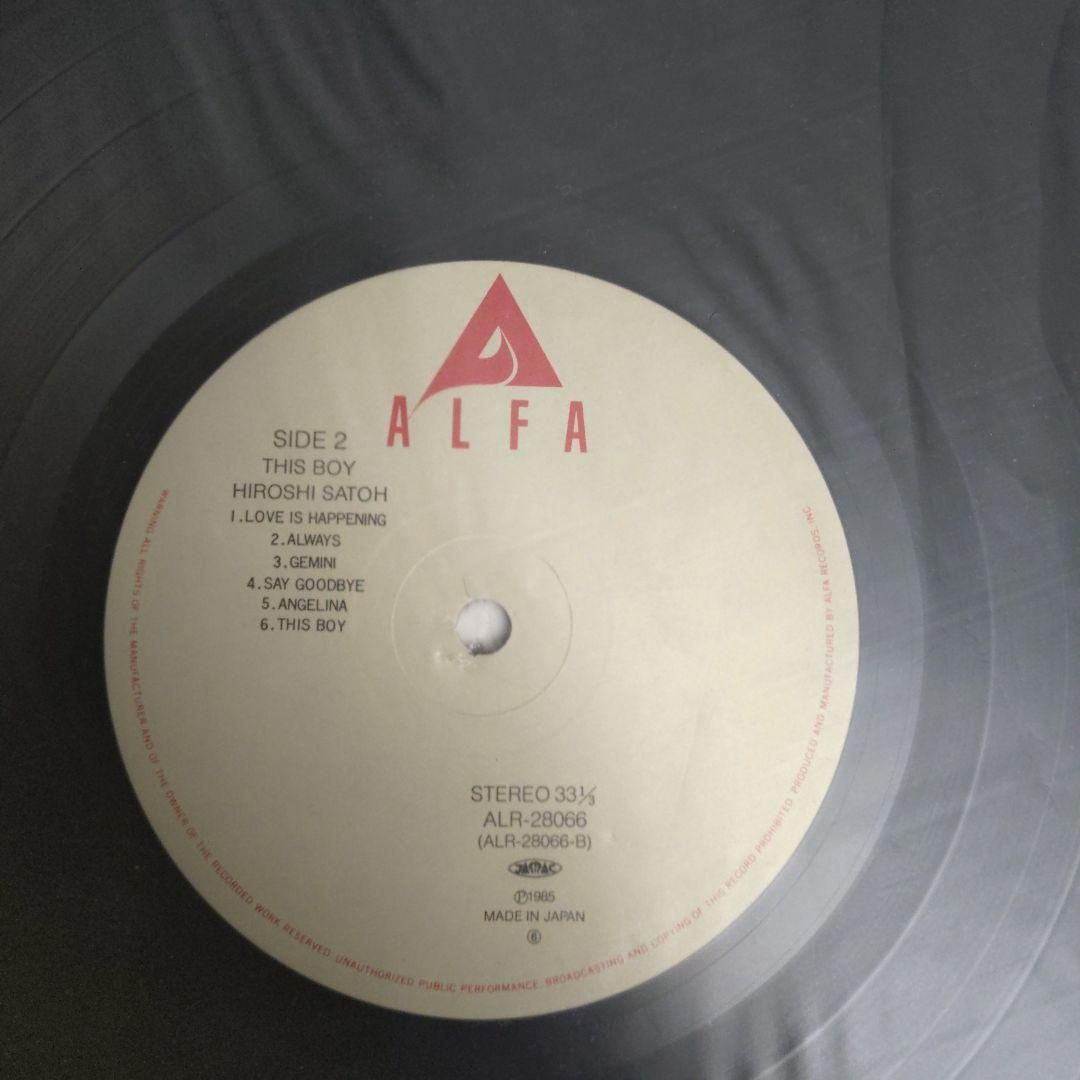 ALFA
SIDE 2
THIS BOY
HIROSHI SATOH
1.LOVE IS HAPPENING
2.ALWAYS
3.GEMINI
4.SAY GOODBYE
5.ANGELINA
6.THIS BOY
STEREO 33⅓
ALR-28066
(ALR-28066-B)
JASRAC
Ⓟ1985
MADE IN JAPAN
⑥
WARNING ALL RIGHTS OF THE MANUFACTURER AND OF THE OWNER OF THE RECORDED WORK RESERVED. UNAUTHORIZED PUBLIC PERFORMANCE. BROADCASTING AND COPYING OF THIS RECORD PROHIBITED. PRODUCED AND MANUFACTURED BY ALFA RECORDS. INC.